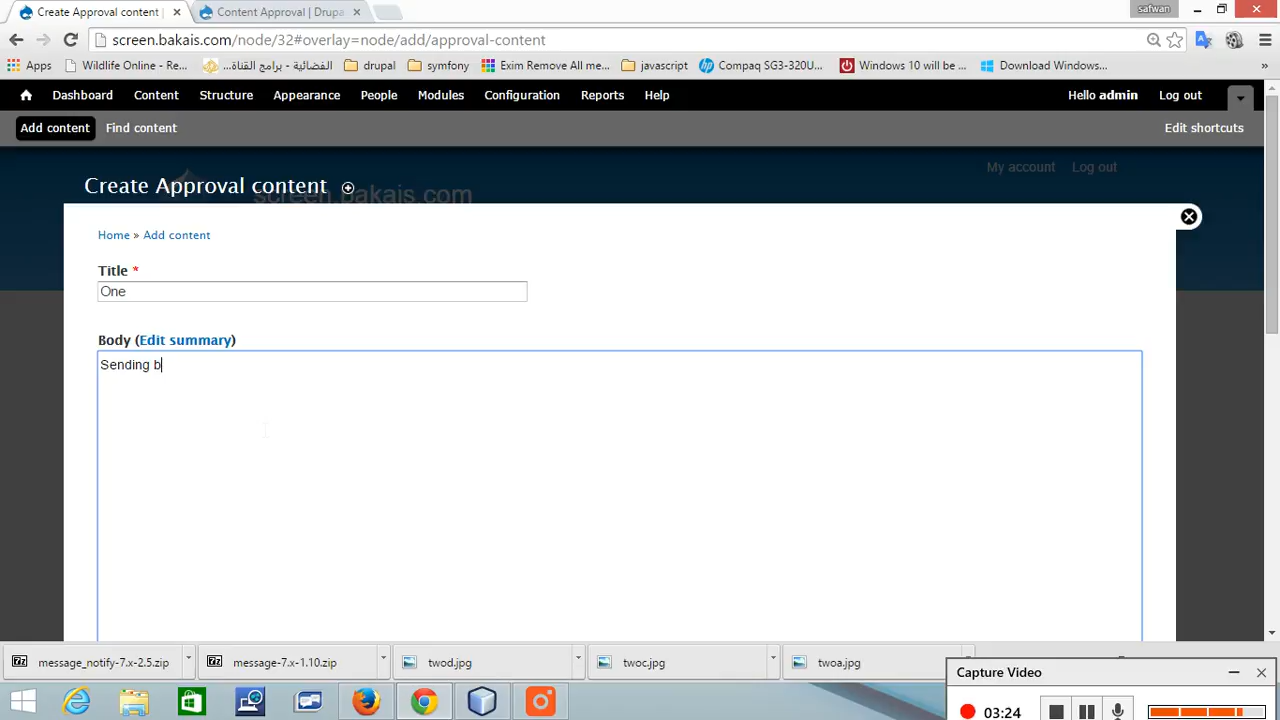 Create Approval content |
Content Approval | Drupa
safwan
screen.bakais.com/node/32#overlay=node/add/approval-content
Apps
Wildlife Online - Re...
الفضائية - برامج القناة...
drupal
symfony
Exim Remove All me...
javascript
Compaq SG3-320U...
Windows 10 will be ...
Download Windows...
»
Dashboard
Content
Structure
Appearance
People
Modules
Configuration
Reports
Help
Hello admin
Log out
Add content
Find content
Edit shortcuts
My account
Log out
screen.bakais.com
Create Approval content
Home » Add content
Title *
One
Body (Edit summary)
Sending b
message_notify-7.x-2.5.zip
message-7.x-1.10.zip
twod.jpg
twoc.jpg
twoa.jpg
Capture Video
03:24